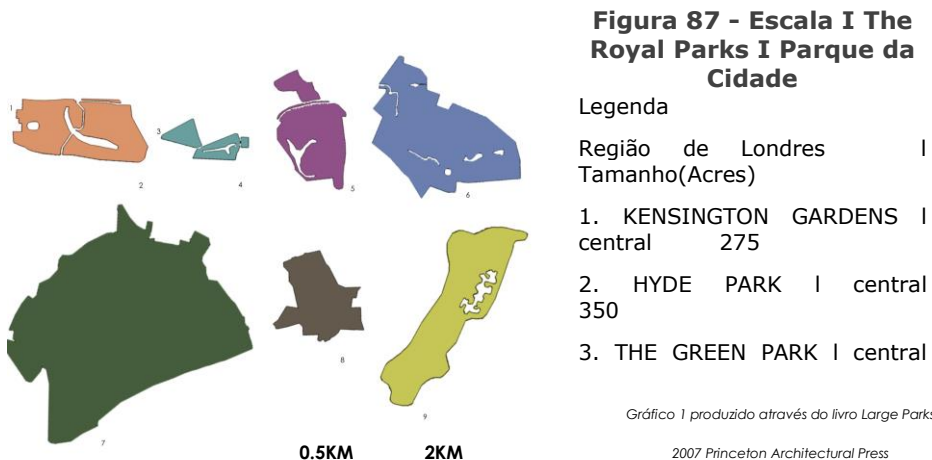 Figura 87 - Escala I The
Royal Parks I Parque da
Cidade
Legenda
Região de Londres l
Tamanho(Acres)
1. KENSINGTON GARDENS l
central 275
2. HYDE PARK l central
350
3. THE GREEN PARK l central
Gráfico 1 produzido através do livro Large Parks
2007 Princeton Architectural Press
1
2
3
4
5
6
7
8
9
0.5KM 2KM